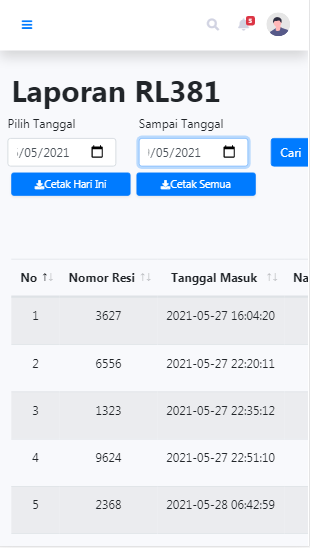 5
Laporan RL381
Pilih Tanggal Sampai Tanggal
/05/2021 /05/2021 Cari
Cetak Hari Ini Cetak Semua
No Nomor Resi Tanggal Masuk Na
1 3627 2021-05-27 16:04:20
2 6556 2021-05-27 22:20:11
3 1323 2021-05-27 22:35:12
4 9624 2021-05-27 22:51:10
5 2368 2021-05-28 06:42:59